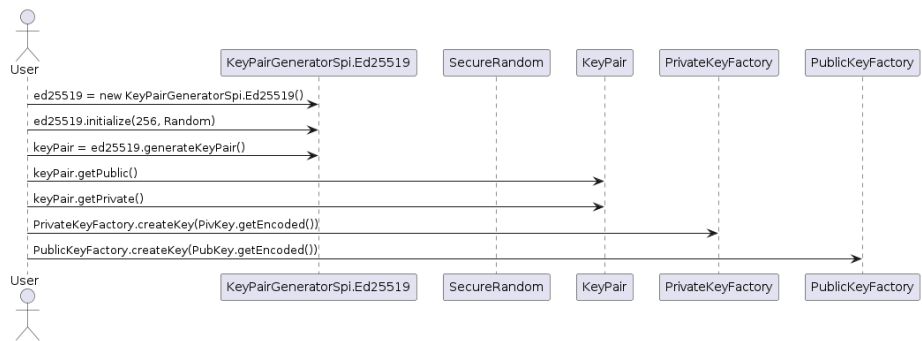 User
KeyPairGeneratorSpi.Ed25519
SecureRandom
KeyPair
PrivateKeyFactory
PublicKeyFactory
ed25519 = new KeyPairGeneratorSpi.Ed25519()
ed25519.initialize(256, Random)
keyPair = ed25519.generateKeyPair()
keyPair.getPublic()
keyPair.getPrivate()
PrivateKeyFactory.createKey(PivKey.getEncoded())
PublicKeyFactory.createKey(PubKey.getEncoded())
User
KeyPairGeneratorSpi.Ed25519
SecureRandom
KeyPair
PrivateKeyFactory
PublicKeyFactory